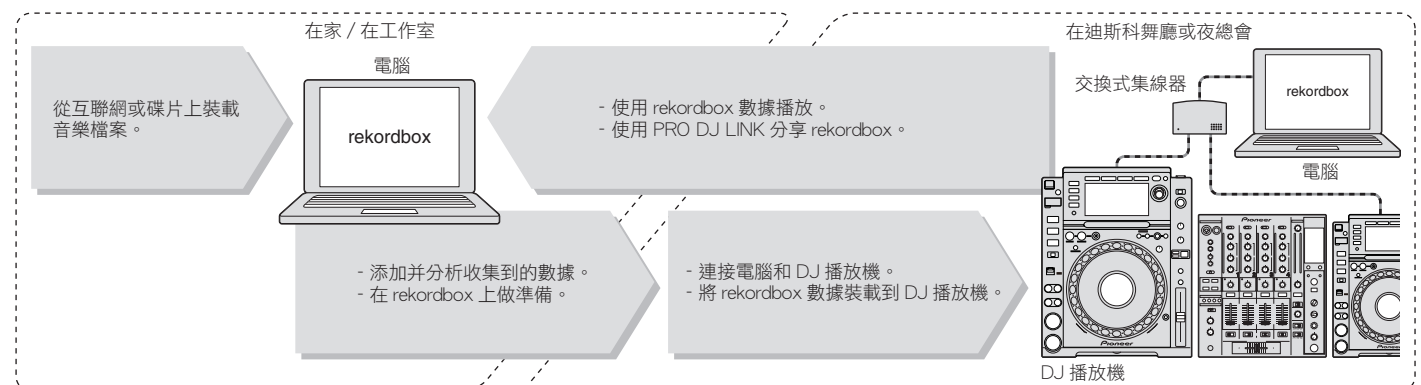 在家 / 在工作室
電腦
從互聯網或碟片上裝載
音樂檔案。
rekordbox
- 使用 rekordbox 數據播放。
- 使用 PRO DJ LINK 分享 rekordbox。
- 添加并分析收集到的數據。
- 在 rekordbox 上做準備。
- 連接電腦和 DJ 播放機。
- 將 rekordbox 數據裝載到 DJ 播放機。
在迪斯科舞廳或夜總會
交換式集線器
rekordbox
電腦
Pioneer
Pioneer
Pioneer
DJ 播放機